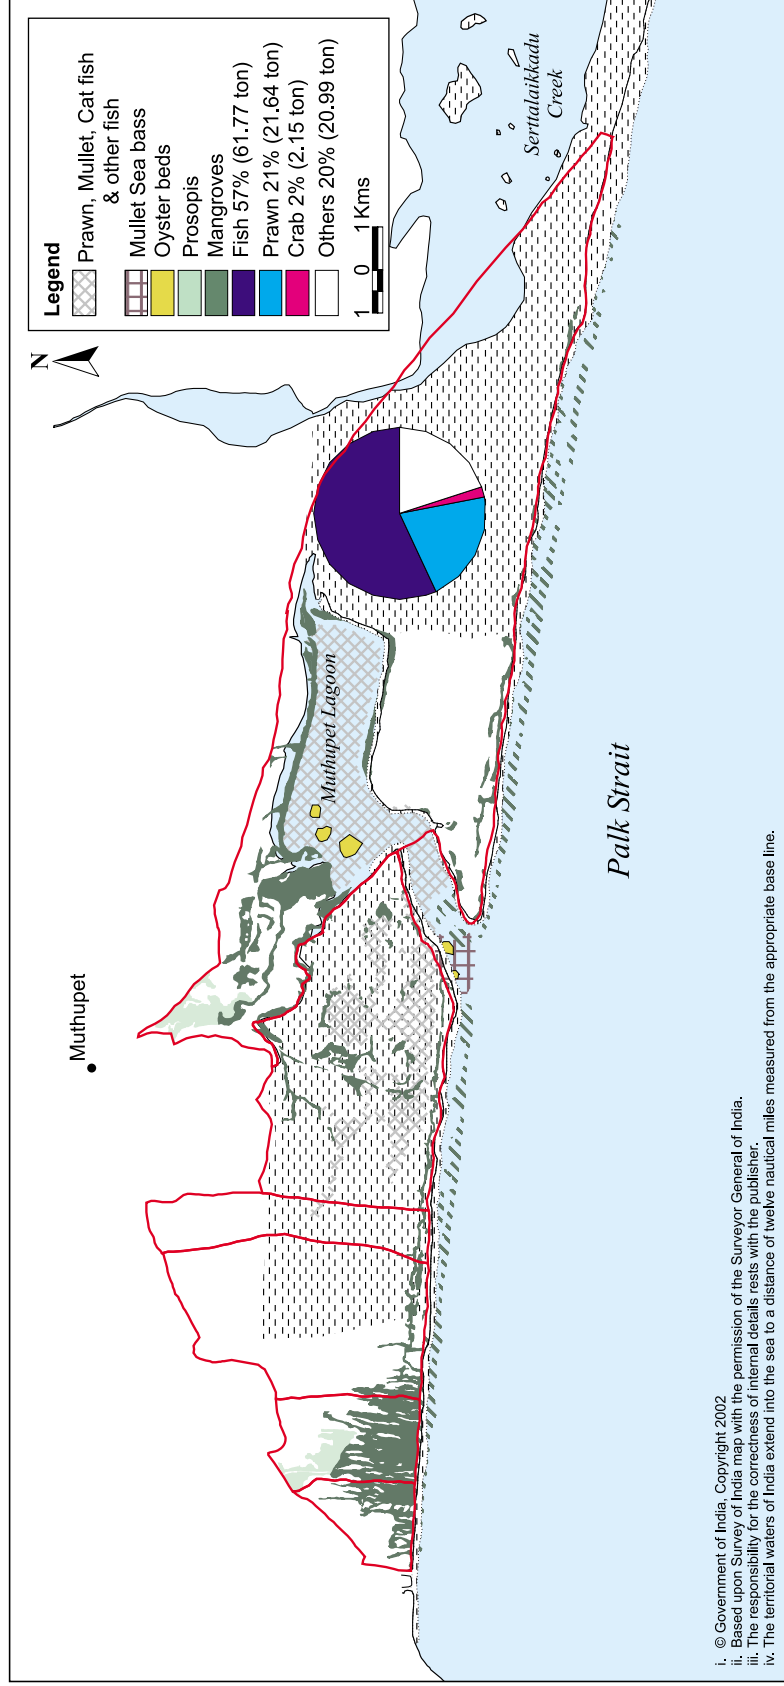 N
Legend
Prawn, Mullet, Cat fish
& other fish
Mullet Sea bass
Oyster beds
Prosopis
Mangroves
Fish 57% (61.77 ton)
Prawn 21% (21.64 ton)
Crab 2% (2.15 ton)
Others 20% (20.99 ton)
1 0 1 Kms
Muthupet
Muthupet Lagoon
Serttalaikkadu
Creek
Palk Strait
i. © Government of India, Copyright 2002
ii. Based upon Survey of India map with the permission of the Surveyor General of India.
iii. The responsibility for the correctness of internal details rests with the publisher.
iv. The territorial waters of India extend into the sea to a distance of twelve nautical miles measured from the appropriate base line.